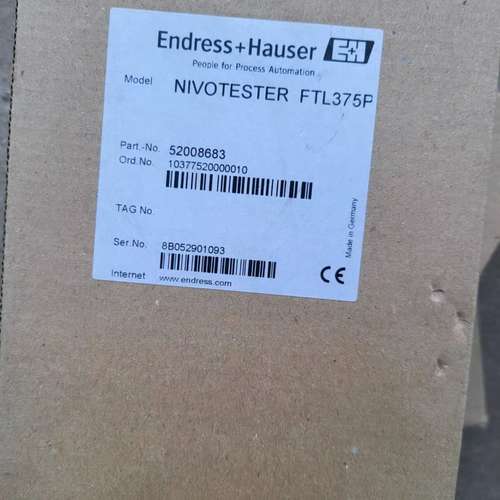 Endress+Hauser E+H
People for Process Automation
Model NIVOTESTER FTL375P
Part.-No. 52008683
Ord.No. 10377520000010
TAG No.
Ser.No. 8B052901093
Internet www.endress.com
CE
Made in Germany